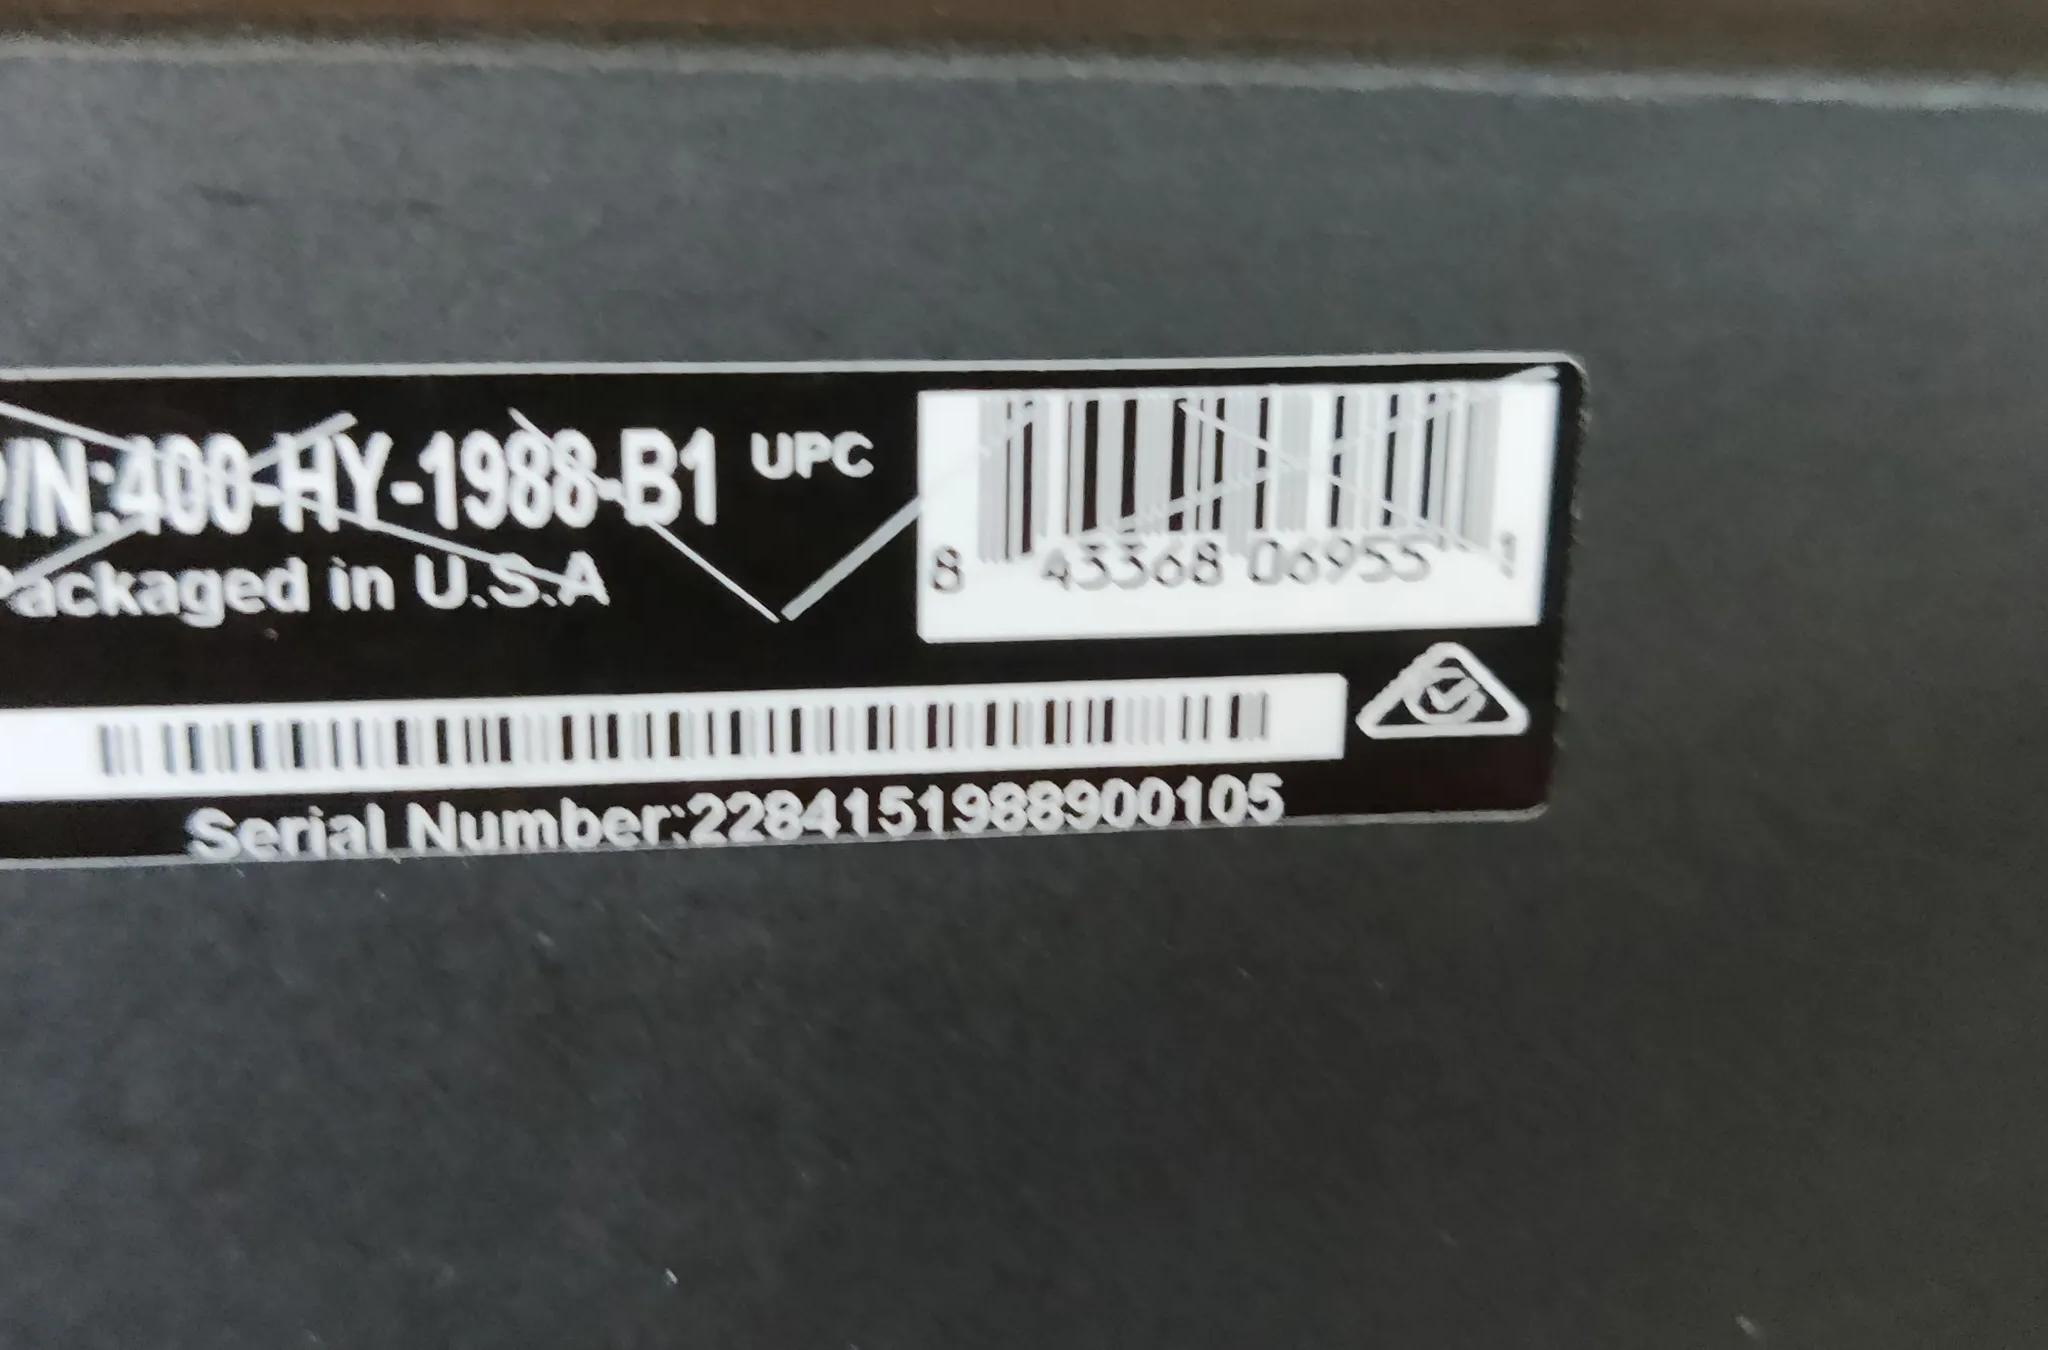 P/N:400-HY-1988-B1 UPC
8 43368 06955 1
Packaged in U.S.A
Serial Number:2284151988900105